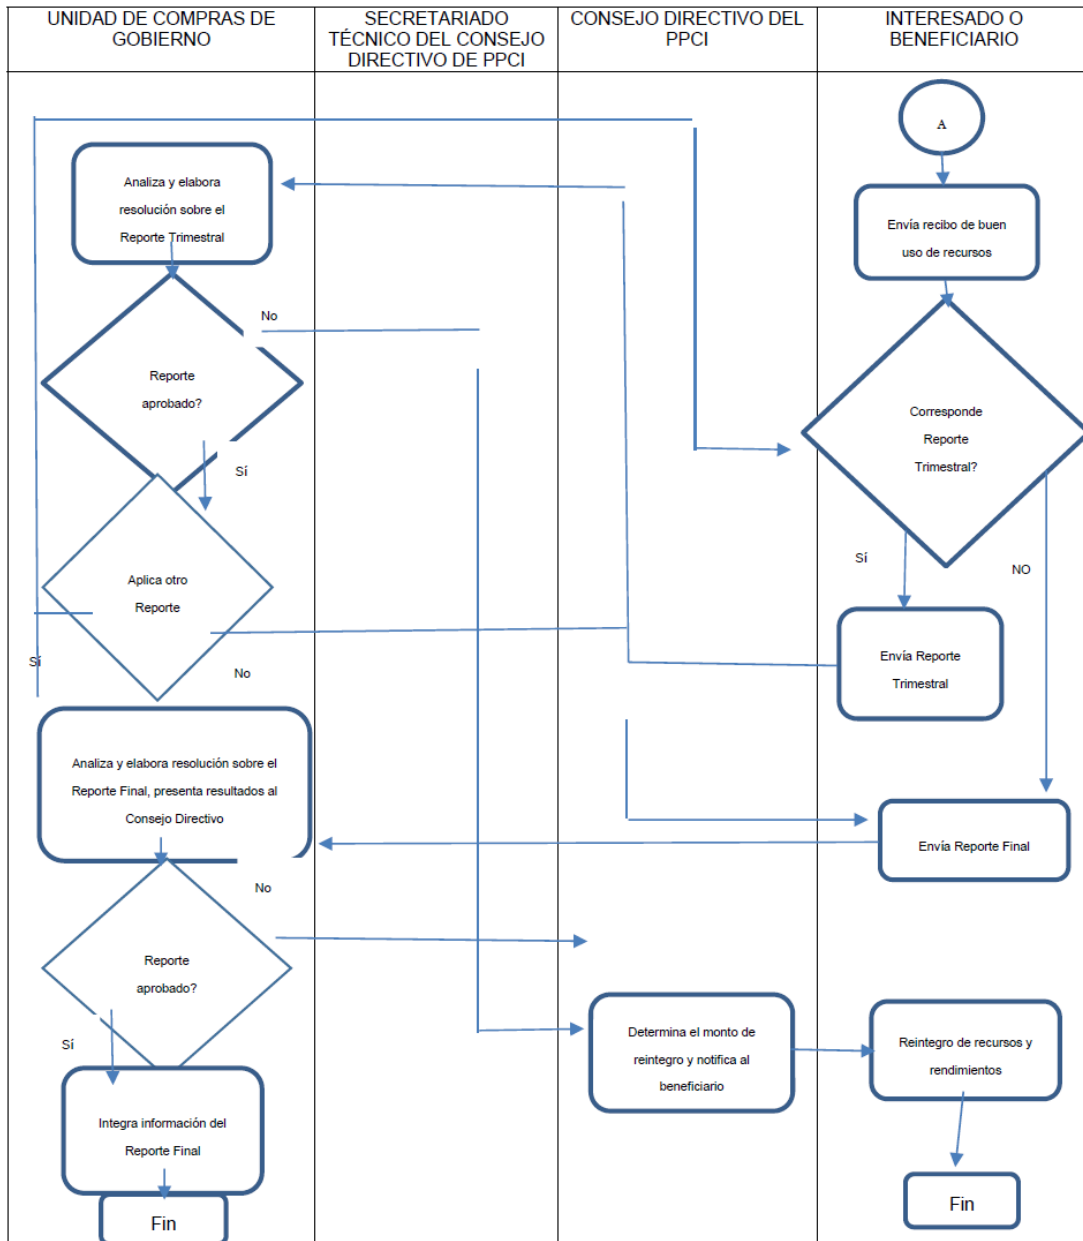 UNIDAD DE COMPRAS DE
GOBIERNO
SECRETARIADO
TÉCNICO DEL CONSEJO
DIRECTIVO DE PPCI
CONSEJO DIRECTIVO DEL
PPCI
INTERESADO O
BENEFICIARIO
A
Analiza y elabora
resolución sobre el
Reporte Trimestral
Envía recibo de buen
uso de recursos
No
Reporte
aprobado?
Corresponde
Reporte
Trimestral?
Sí
Sí
NO
Aplica otro
Reporte
Sí
No
Envía Reporte
Trimestral
Analiza y elabora resolución sobre el
Reporte Final, presenta resultados al
Consejo Directivo
Envía Reporte Final
No
Reporte
aprobado?
Sí
Determina el monto de
reintegro y notifica al
beneficiario
Reintegro de recursos y
rendimientos
Integra información del
Reporte Final
Fin
Fin